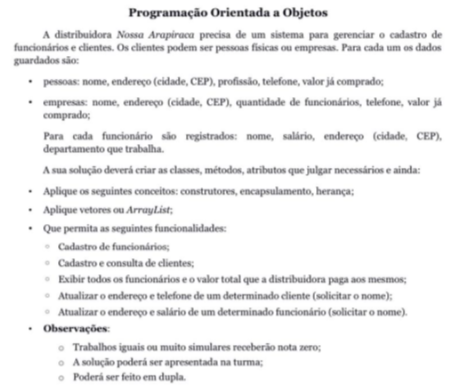 Programação Orientada a Objetos
A distribuidora Nossa Arapiraca precisa de um sistema para gerenciar o cadastro de
funcionários e clientes. Os clientes podem ser pessoas físicas ou empresas. Para cada um os dados
guardados são:
• pessoas: nome, endereço (cidade, CEP), profissão, telefone, valor já comprado;
• empresas: nome, endereço (cidade, CEP), quantidade de funcionários, telefone, valor já
comprado;
Para cada funcionário são registrados: nome, salário, endereço (cidade, CEP),
departamento que trabalha.
A sua solução deverá criar as classes, métodos, atributos que julgar necessários e ainda:
• Aplique os seguintes conceitos: construtores, encapsulamento, herança;
• Aplique vetores ou ArrayList;
• Que permita as seguintes funcionalidades:
○ Cadastro de funcionários;
○ Cadastro e consulta de clientes;
○ Exibir todos os funcionários e o valor total que a distribuidora paga aos mesmos;
○ Atualizar o endereço e telefone de um determinado cliente (solicitar o nome);
○ Atualizar o endereço e salário de um determinado funcionário (solicitar o nome).
• Observações:
○ Trabalhos iguais ou muito simulares receberão nota zero;
○ A solução poderá ser apresentada na turma;
○ Poderá ser feito em dupla.